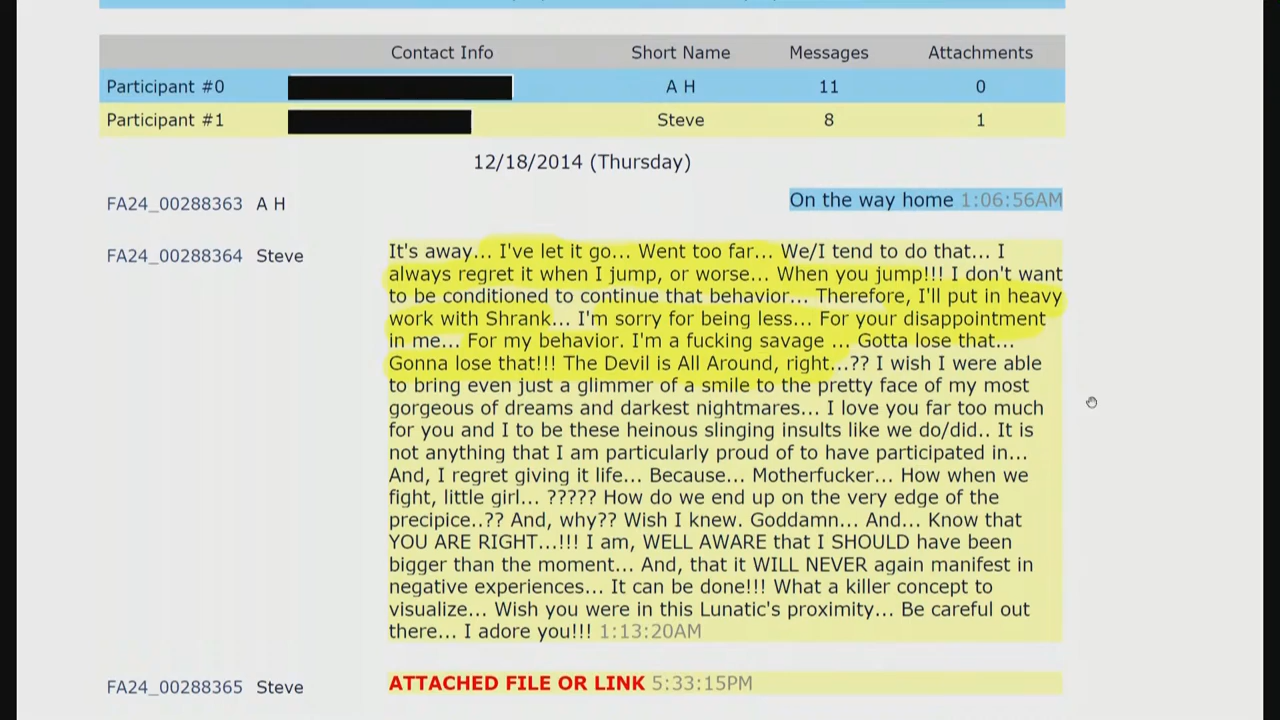 Contact Info Short Name Messages Attachments
Participant #0 A H 11 0
Participant #1 Steve 8 1
12/18/2014 (Thursday)
FA24_00288363 A H On the way home 1:06:56AM
FA24_00288364 Steve It's away... I've let it go... Went too far... We/I tend to do that... I
always regret it when I jump, or worse... When you jump!!! I don't want
to be conditioned to continue that behavior... Therefore, I'll put in heavy
work with Shrank... I'm sorry for being less... For your disappointment
in me... For my behavior. I'm a fucking savage ... Gotta lose that...
Gonna lose that!!! The Devil is All Around, right...?? I wish I were able
to bring even just a glimmer of a smile to the pretty face of my most
gorgeous of dreams and darkest nightmares... I love you far too much
for you and I to be these heinous slinging insults like we do/did.. It is
not anything that I am particularly proud of to have participated in...
And, I regret giving it life... Because... Motherfucker... How when we
fight, little girl... ????? How do we end up on the very edge of the
precipice..?? And, why?? Wish I knew. Goddamn... And... Know that
YOU ARE RIGHT...!!! I am, WELL AWARE that I SHOULD have been
bigger than the moment... And, that it WILL NEVER again manifest in
negative experiences... It can be done!!! What a killer concept to
visualize... Wish you were in this Lunatic's proximity... Be careful out
there... I adore you!!! 1:13:20AM
FA24_00288365 Steve ATTACHED FILE OR LINK 5:33:15PM